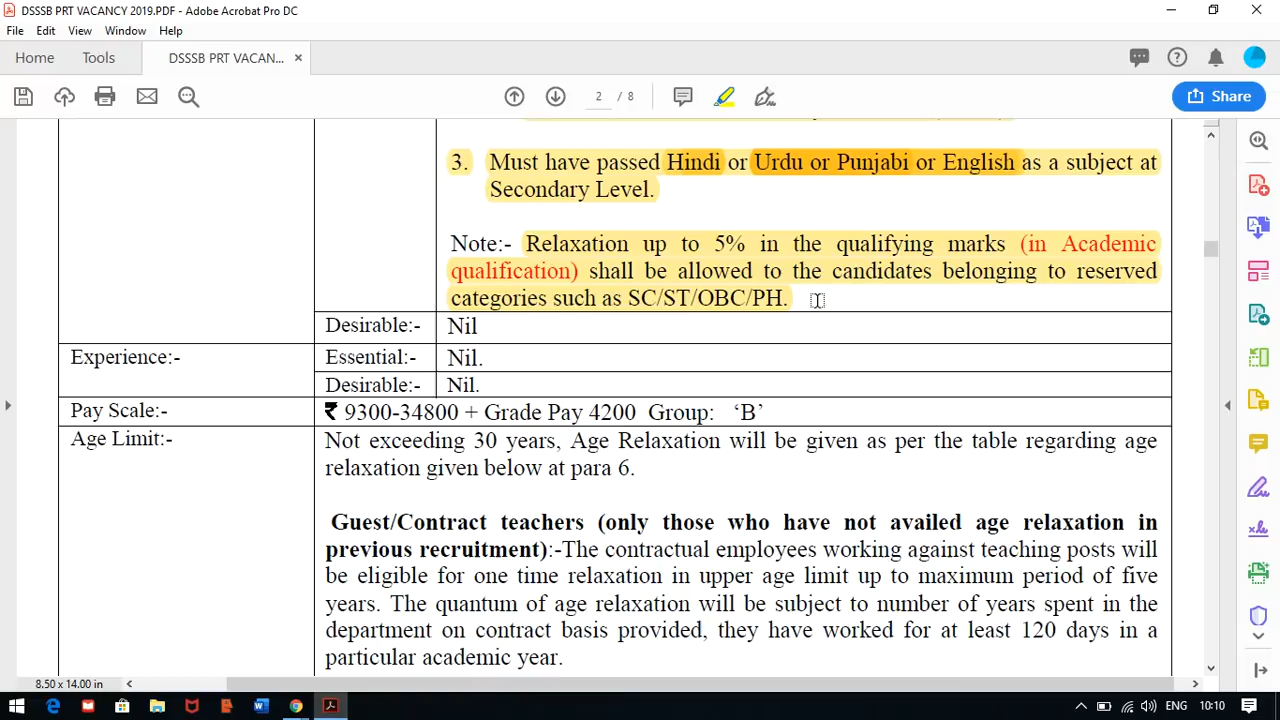 DSSSB PRT VACANCY 2019.PDF - Adobe Acrobat Pro DC
File Edit View Window Help
Home Tools DSSSB PRT VACAN... ×
2 / 8
Share
3. Must have passed Hindi or Urdu or Punjabi or English as a subject at
Secondary Level.
Note:- Relaxation up to 5% in the qualifying marks (in Academic
qualification) shall be allowed to the candidates belonging to reserved
categories such as SC/ST/OBC/PH.
Desirable:- Nil
Experience:- Essential:- Nil.
Desirable:- Nil.
Pay Scale:- ₹ 9300-34800 + Grade Pay 4200 Group: ‘B’
Age Limit:- Not exceeding 30 years, Age Relaxation will be given as per the table regarding age
relaxation given below at para 6.
Guest/Contract teachers (only those who have not availed age relaxation in
previous recruitment):-The contractual employees working against teaching posts will
be eligible for one time relaxation in upper age limit up to maximum period of five
years. The quantum of age relaxation will be subject to number of years spent in the
department on contract basis provided, they have worked for at least 120 days in a
particular academic year.
8.50 x 14.00 in
ENG 10:10